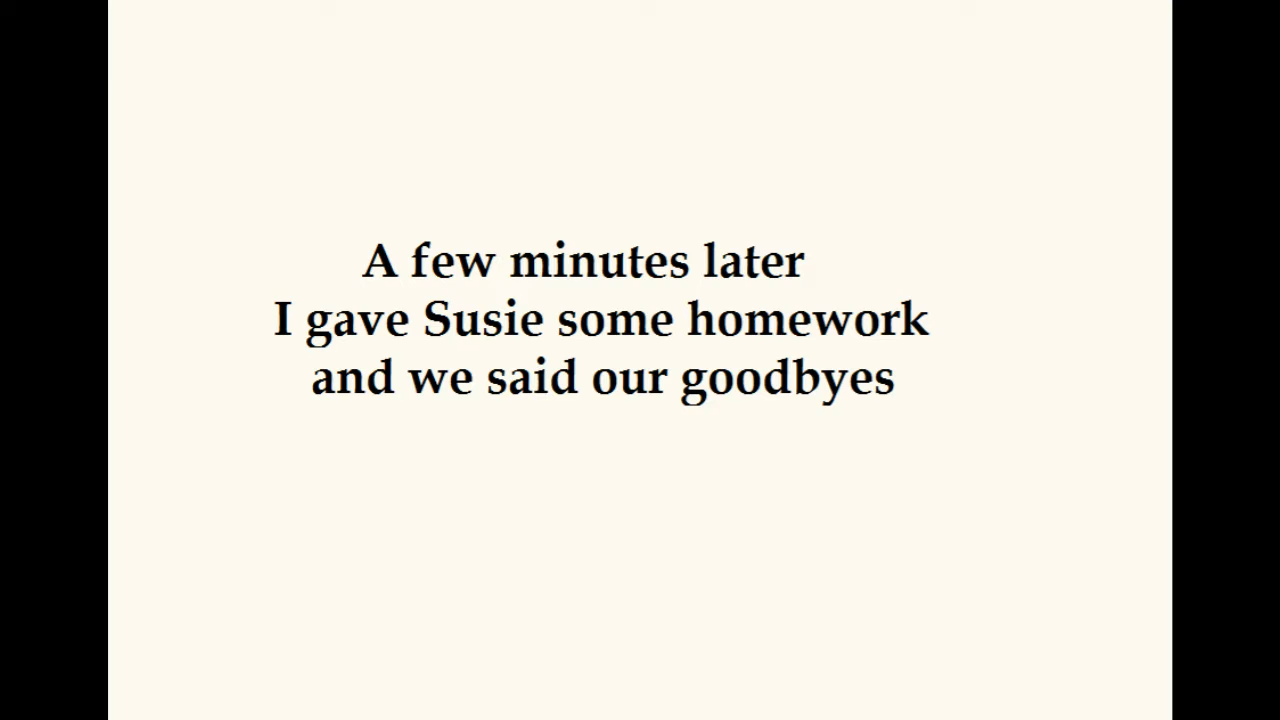 A few minutes later
I gave Susie some homework
and we said our goodbyes